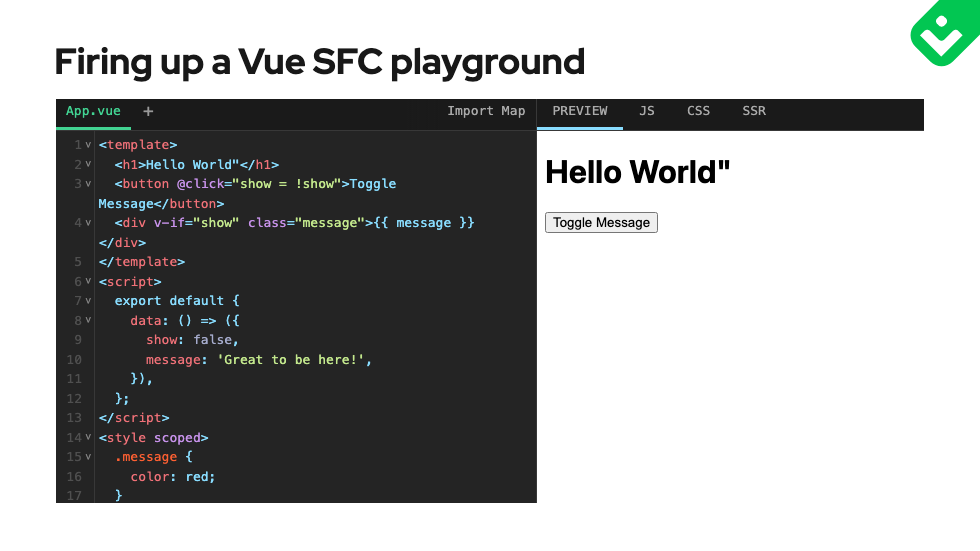 Firing up a Vue SFC playground
App.vue + Import Map
PREVIEW JS CSS SSR
1 <template>
2 <h1>Hello World"</h1>
3 <button @click="show = !show">Toggle
Message</button>
4 <div v-if="show" class="message">{{ message }}
</div>
5 </template>
6 <script>
7 export default {
8 data: () => ({
9 show: false,
10 message: 'Great to be here!',
11 }),
12 };
13 </script>
14 <style scoped>
15 .message {
16 color: red;
17 }
Hello World"
Toggle Message